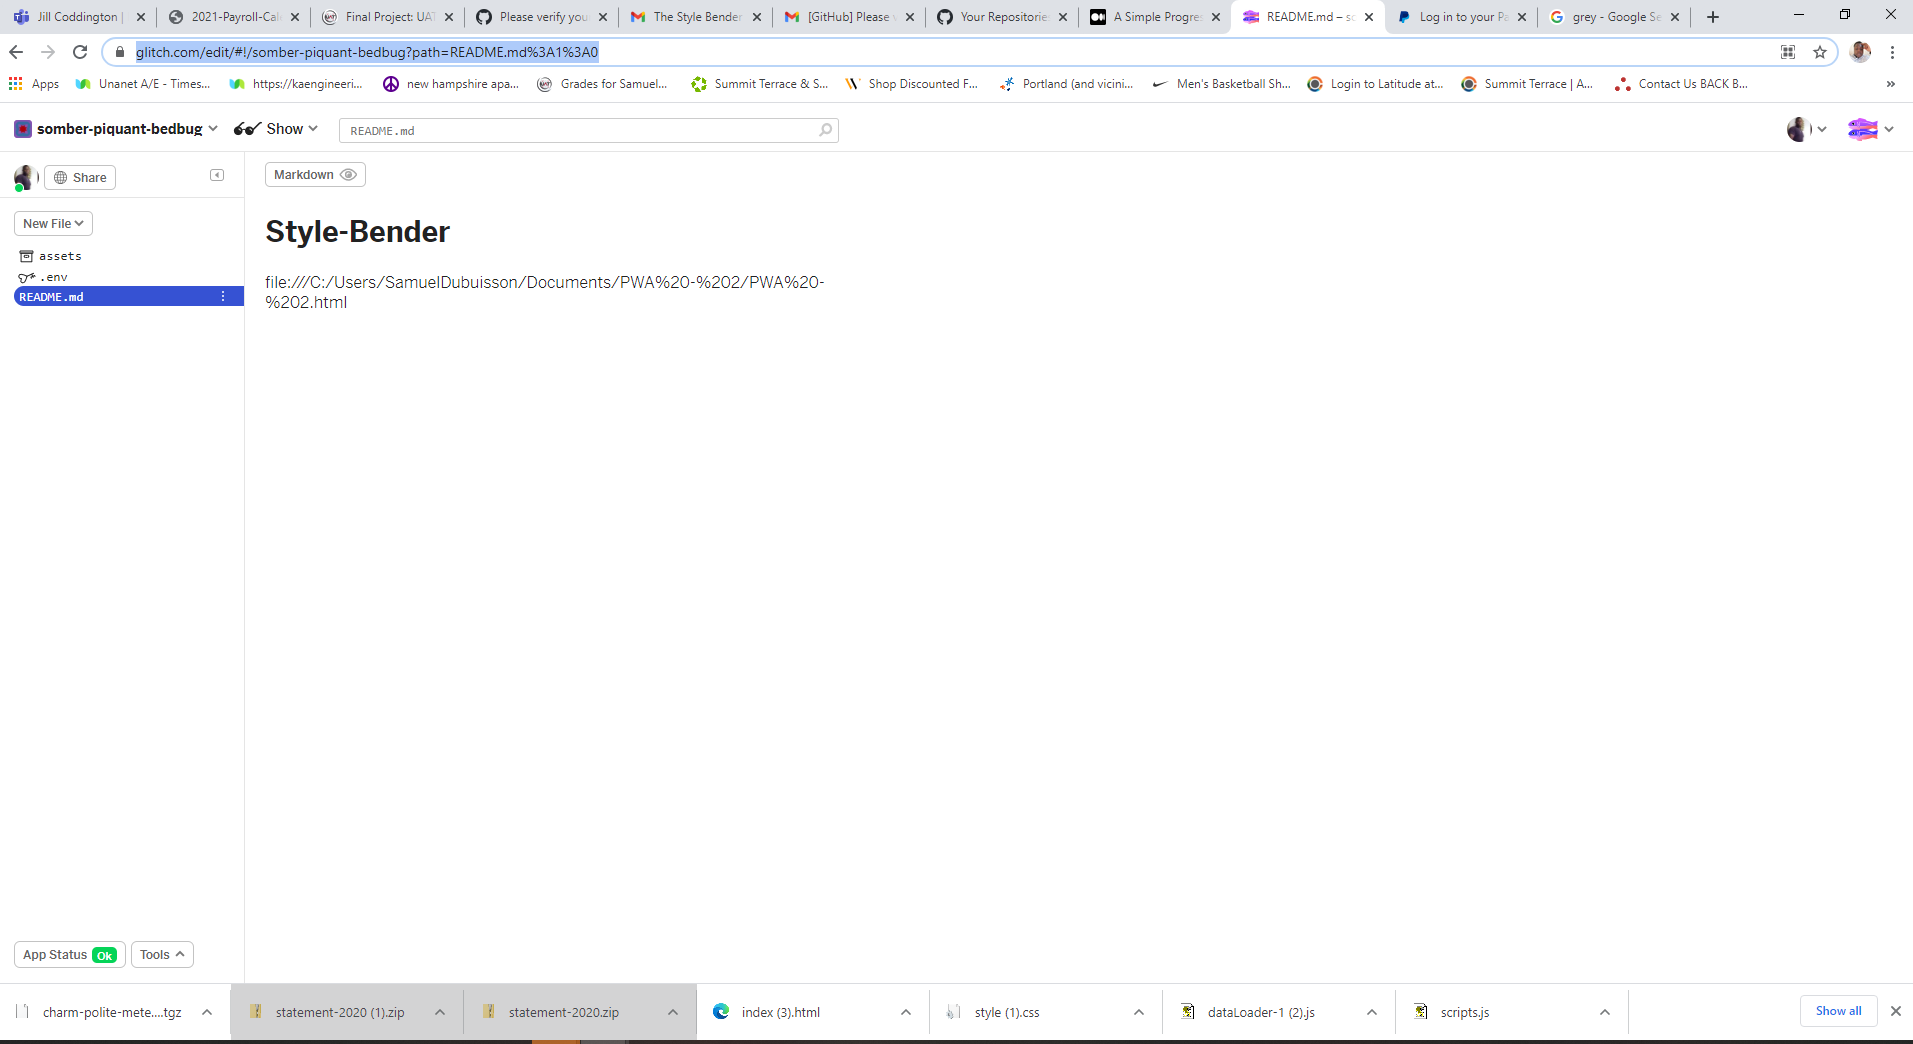 Jill Coddington |
2021-Payroll-Cal
Final Project: UAT
Please verify you
The Style Bender
[GitHub] Please v
Your Repositories
A Simple Progres
README.md – so
Log in to your Pa
grey - Google Se
glitch.com/edit/#!/somber-piquant-bedbug?path=README.md%3A1%3A0
Apps
Unanet A/E - Times...
https://kaengineeri...
new hampshire apa...
Grades for Samuel...
Summit Terrace & S...
Shop Discounted F...
Portland (and vicini...
Men's Basketball Sh...
Login to Latitude at...
Summit Terrace | A...
Contact Us BACK B...
»
somber-piquant-bedbug
Show
README.md
Share
Markdown
New File
assets
.env
README.md
Style-Bender
file:///C:/Users/SamuelDubuisson/Documents/PWA%20-%202/PWA%20-
%202.html
App Status Ok
Tools
charm-polite-mete....tgz
statement-2020 (1).zip
statement-2020.zip
index (3).html
style (1).css
dataLoader-1 (2).js
scripts.js
Show all